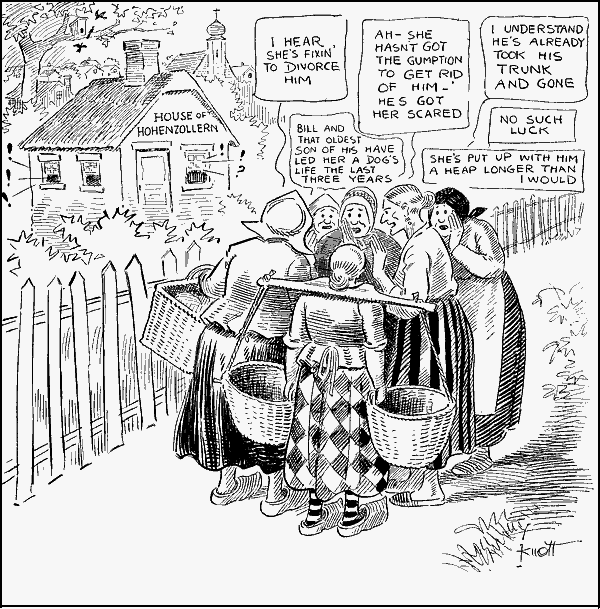 HOUSE OF
HOHENZOLLERN
I HEAR
SHE'S FIXIN'
TO DIVORCE
HIM
AH- SHE
HASN'T GOT
THE GUMPTION
TO GET RID
OF HIM -
HE'S GOT
HER SCARED
I UNDERSTAND
HE'S ALREADY
TOOK HIS
TRUNK
AND GONE
BILL AND
THAT OLDEST
SON OF HIS HAVE
LED HER A DOG'S
LIFE THE LAST
THREE YEARS
NO SUCH
LUCK
SHE'S PUT UP WITH HIM
A HEAP LONGER THAN
I WOULD
! ! ?
Knott